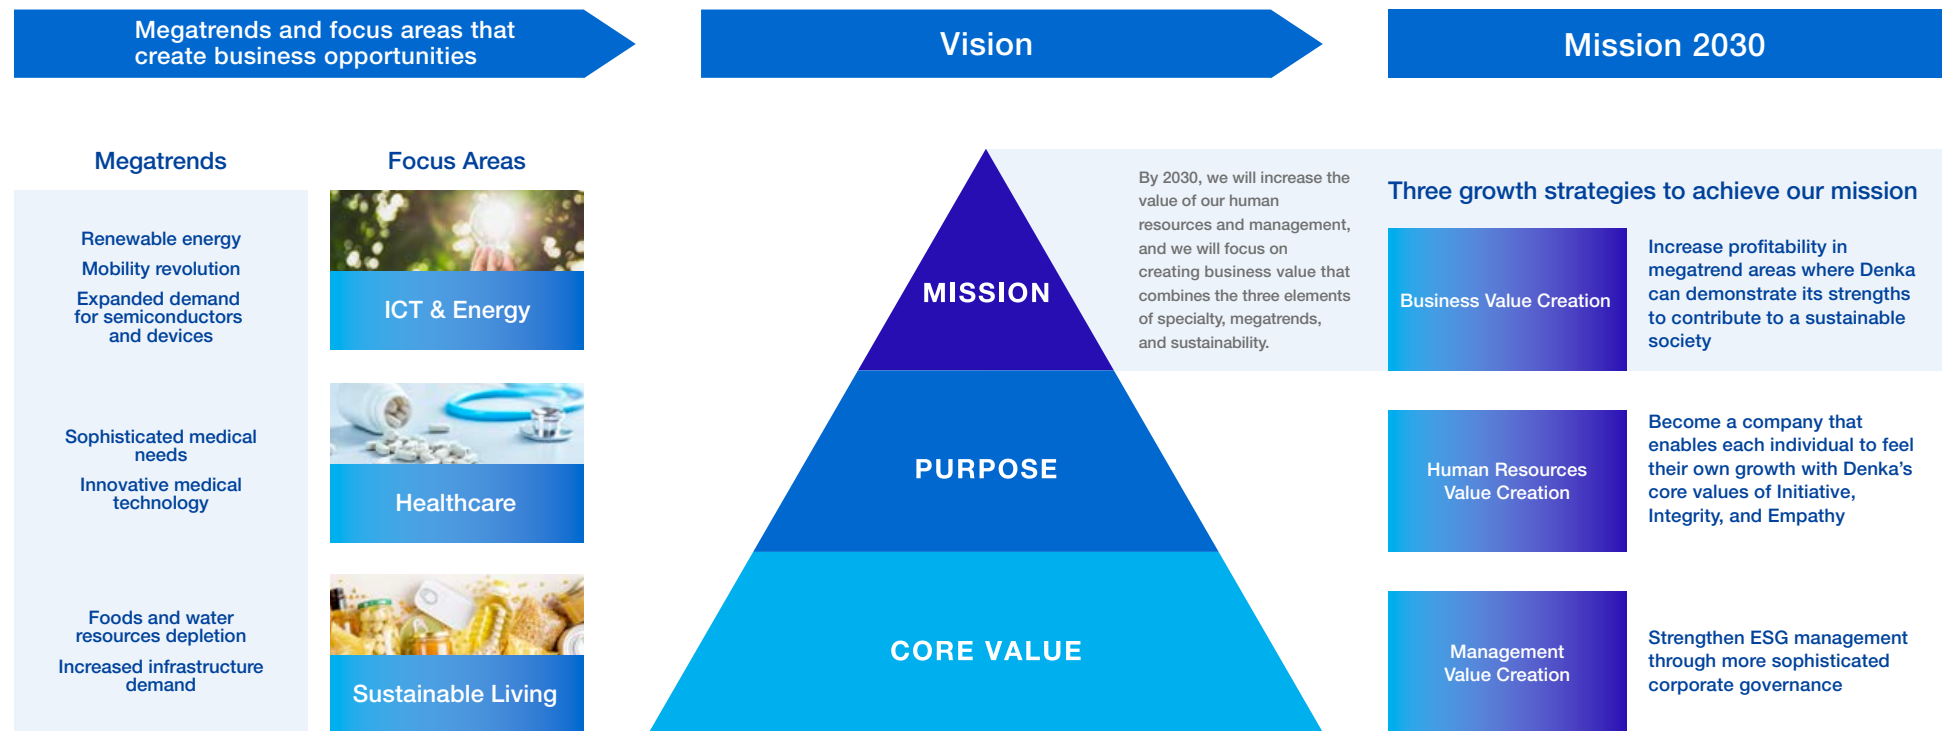 Megatrends and focus areas that
create business opportunities
Vision
Mission 2030
Megatrends
Focus Areas
Renewable energy
Mobility revolution
Expanded demand
for semiconductors
and devices
ICT & Energy
Sophisticated medical
needs
Innovative medical
technology
Healthcare
Foods and water
resources depletion
Increased infrastructure
demand
Sustainable Living
MISSION
PURPOSE
CORE VALUE
By 2030, we will increase the
value of our human
resources and management,
and we will focus on
creating business value that
combines the three elements
of specialty, megatrends,
and sustainability.
Three growth strategies to achieve our mission
Business Value Creation
Increase profitability in
megatrend areas where Denka
can demonstrate its strengths
to contribute to a sustainable
society
Human Resources
Value Creation
Become a company that
enables each individual to feel
their own growth with Denka’s
core values of Initiative,
Integrity, and Empathy
Management
Value Creation
Strengthen ESG management
through more sophisticated
corporate governance